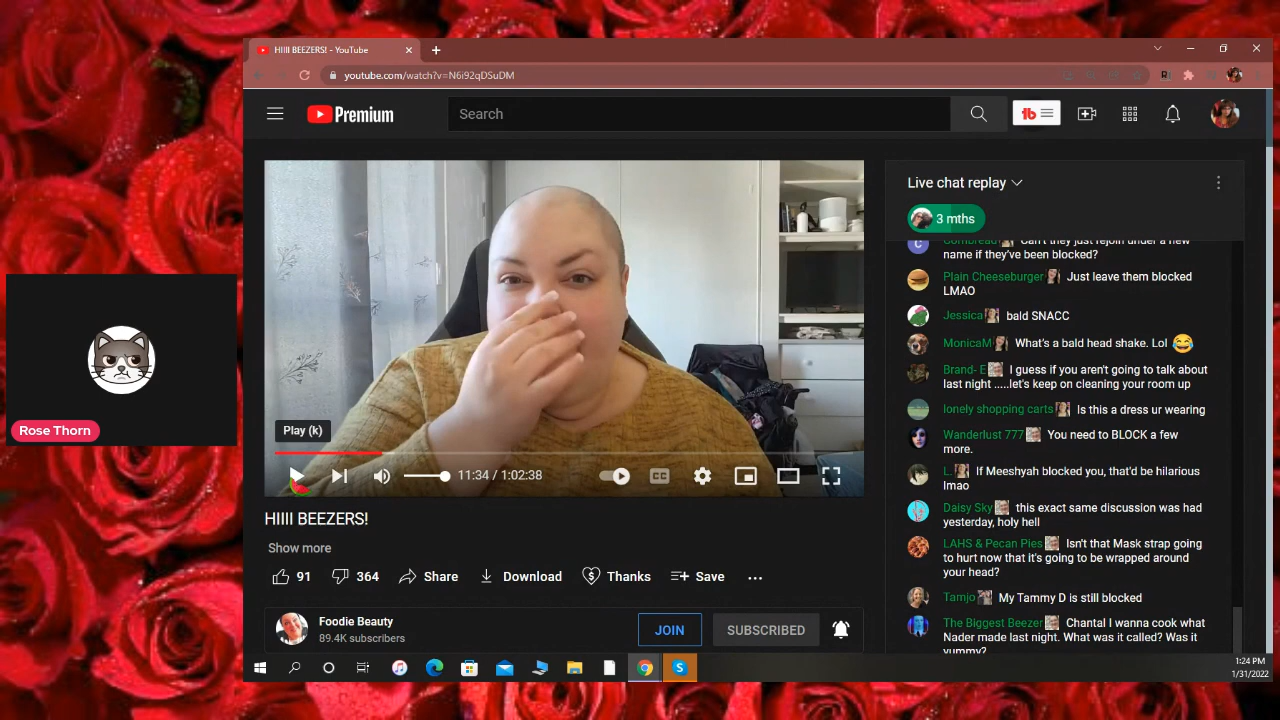 HIIII BEEZERS! - YouTube
youtube.com/watch?v=N6i92qDSuDM
Premium
Search
Live chat replay
3 mths
Can't they just rejoin under a new
name if they've been blocked?
Plain Cheeseburger Just leave them blocked
LMAO
Jessica bald SNACC
MonicaM What's a bald head shake. Lol
Brand- E I guess if you aren't going to talk about
last night .....let's keep on cleaning your room up
lonely shopping carts Is this a dress ur wearing
Wanderlust 777 You need to BLOCK a few
more.
L. If Meeshyah blocked you, that'd be hilarious
lmao
Daisy Sky this exact same discussion was had
yesterday, holy hell
LAHS & Pecan Pies Isn't that Mask strap going
to hurt now that it's going to be wrapped around
your head?
Tamjo My Tammy D is still blocked
The Biggest Beezer Chantal I wanna cook what
Nader made last night. What was it called? Was it
yummy?
Rose Thorn
Play (k)
11:34 / 1:02:38
CC
HIIII BEEZERS!
Show more
91
364
Share
Download
Thanks
Save
Foodie Beauty
89.4K subscribers
JOIN
SUBSCRIBED
1:24 PM
1/31/2022